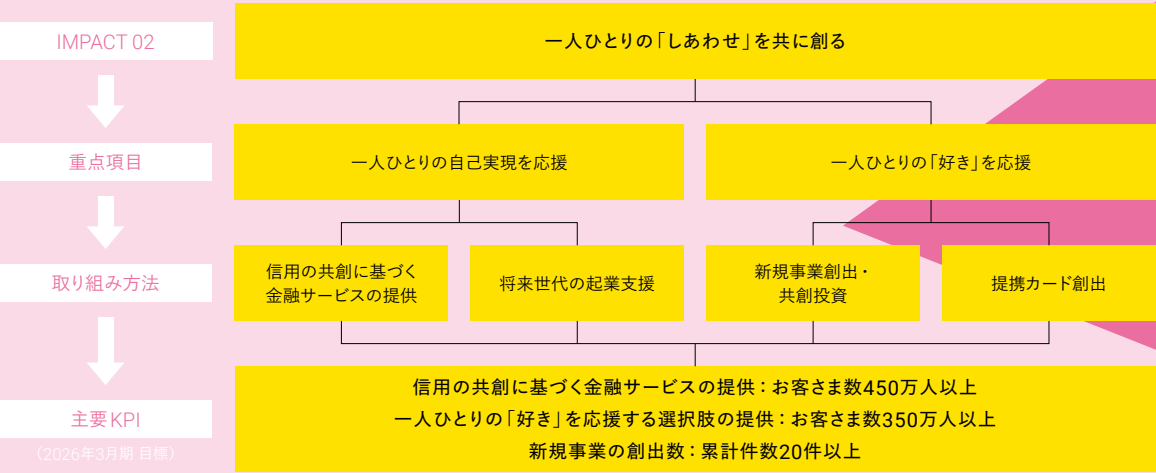 IMPACT 02
一人ひとりの「しあわせ」を共に創る
重点項目
一人ひとりの自己実現を応援
一人ひとりの「好き」を応援
取り組み方法
信用の共創に基づく
金融サービスの提供
将来世代の起業支援
新規事業創出・
共創投資
提携カード創出
主要KPI
(2026年3月期 目標)
信用の共創に基づく金融サービスの提供：お客さま数450万人以上
一人ひとりの「好き」を応援する選択肢の提供：お客さま数350万人以上
新規事業の創出数：累計件数20件以上